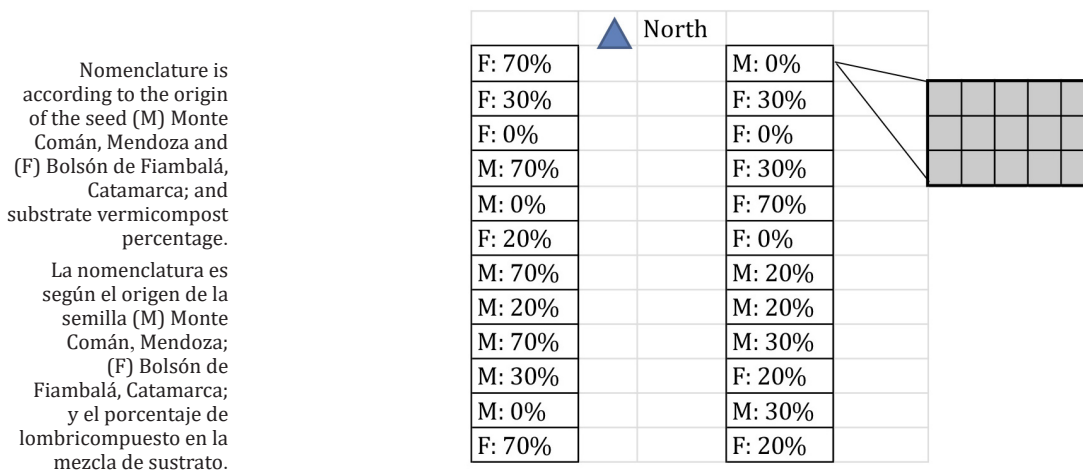 Nomenclature is
according to the origin
of the seed (M) Monte
Comán, Mendoza and
(F) Bolsón de Fiambalá,
Catamarca; and
substrate vermicompost
percentage.
La nomenclatura es
según el origen de la
semilla (M) Monte
Comán, Mendoza;
(F) Bolsón de
Fiambalá, Catamarca;
y el porcentaje de
lombricompuesto en la
mezcla de sustrato.
North
F: 70% M: 0%
F: 30% F: 30%
F: 0% F: 0%
M: 70% F: 30%
M: 0% F: 70%
F: 20% F: 0%
M: 70% M: 20%
M: 20% M: 20%
M: 70% M: 30%
M: 30% F: 20%
M: 0% M: 30%
F: 70% F: 20%